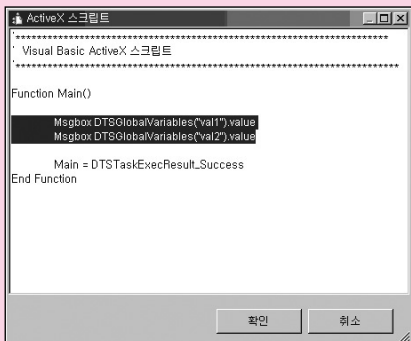 ActiveX 스크립트
'**********************************************************************
' Visual Basic ActiveX 스크립트
'************************************************************************
Function Main()
Msgbox DTSGlobalVariables("val1").value
Msgbox DTSGlobalVariables("val2").value
Main = DTSTaskExecResult_Success
End Function
확인 취소